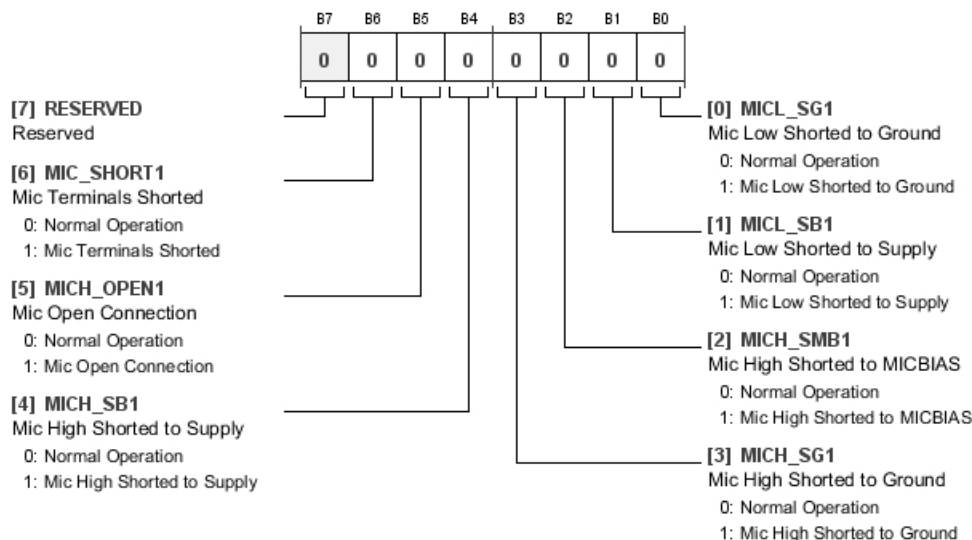 B7 B6 B5 B4 B3 B2 B1 B0
0 0 0 0 0 0 0 0
[7] RESERVED
Reserved
[6] MIC_SHORT1
Mic Terminals Shorted
0: Normal Operation
1: Mic Terminals Shorted
[5] MICH_OPEN1
Mic Open Connection
0: Normal Operation
1: Mic Open Connection
[4] MICH_SB1
Mic High Shorted to Supply
0: Normal Operation
1: Mic High Shorted to Supply
[0] MICL_SG1
Mic Low Shorted to Ground
0: Normal Operation
1: Mic Low Shorted to Ground
[1] MICL_SB1
Mic Low Shorted to Supply
0: Normal Operation
1: Mic Low Shorted to Supply
[2] MICH_SMB1
Mic High Shorted to MICBIAS
0: Normal Operation
1: Mic High Shorted to MICBIAS
[3] MICH_SG1
Mic High Shorted to Ground
0: Normal Operation
1: Mic High Shorted to Ground